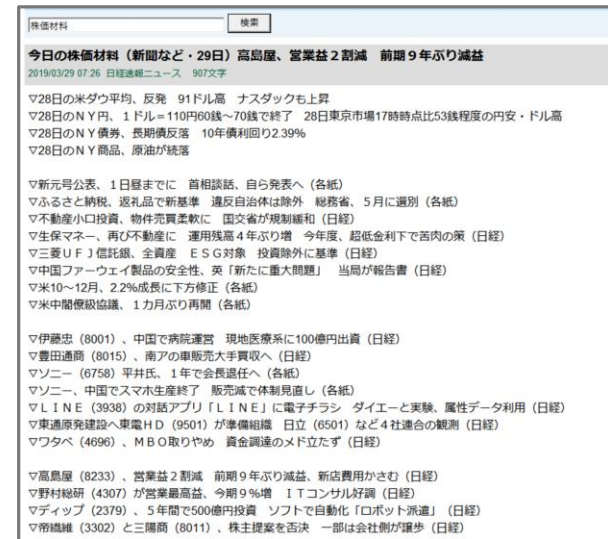 株価材料
検索
今日の株価材料（新聞など・29日）高島屋、営業益２割減　前期９年ぶり減益
2019/03/29 07:26  日経速報ニュース　907文字
▽28日の米ダウ平均、反発　91ドル高　ナスダックも上昇
▽28日のＮＹ円、１ドル＝110円60銭～70銭で終了　28日東京市場17時時点比53銭程度の円安・ドル高
▽28日のＮＹ債券、長期債反落　10年債利回り2.39%
▽28日のＮＹ商品、原油が続落
▽新元号公表、１日昼までに　首相談話、自ら発表へ（各紙）
▽ふるさと納税、返礼品で新基準　違反自治体は除外　総務省、５月に選別（各紙）
▽不動産小口投資、物件売買柔軟に　国交省が規制緩和（日経）
▽生保マネー、再び不動産に　運用残高４年ぶり増　今年度、超低金利下で苦肉の策（日経）
▽三菱ＵＦＪ信託銀、全資産　ＥＳＧ対象　投資除外に基準（日経）
▽中国ファーウェイ製品の安全性、英「新たに重大問題」　当局が報告書（日経）
▽米10～12月、2.2%成長に下方修正（各紙）
▽米中閣僚級協議、１カ月ぶり再開（各紙）
▽伊藤忠（8001）、中国で病院運営　現地医療系に100億円出資（日経）
▽豊田通商（8015）、南アの車販売大手買収へ（日経）
▽ソニー（6758）平井氏、１年で会長退任へ（各紙）
▽ソニー、中国でスマホ生産終了　販売減で体制見直し（各紙）
▽ＬＩＮＥ（3938）の対話アプリ「ＬＩＮＥ」に電子チラシ　ダイエーと実験、属性データ利用（日経）
▽東通原発建設へ東電ＨＤ（9501）が準備組織　日立（6501）など４社連合の観測（日経）
▽ワタベ（4696）、ＭＢＯ取りやめ　資金調達のメド立たず（日経）
▽高島屋（8233）、営業益２割減　前期９年ぶり減益、新店費用かさむ（日経）
▽野村総研（4307）が営業最高益、今期９%増　ＩＴコンサル好調（日経）
▽ディップ（2379）、５年間で500億円投資　ソフトで自動化「ロボット派遣」（日経）
▽帝繊維（3302）と三陽商（8011）、株主提案を否決　一部は会社側が譲歩（日経）